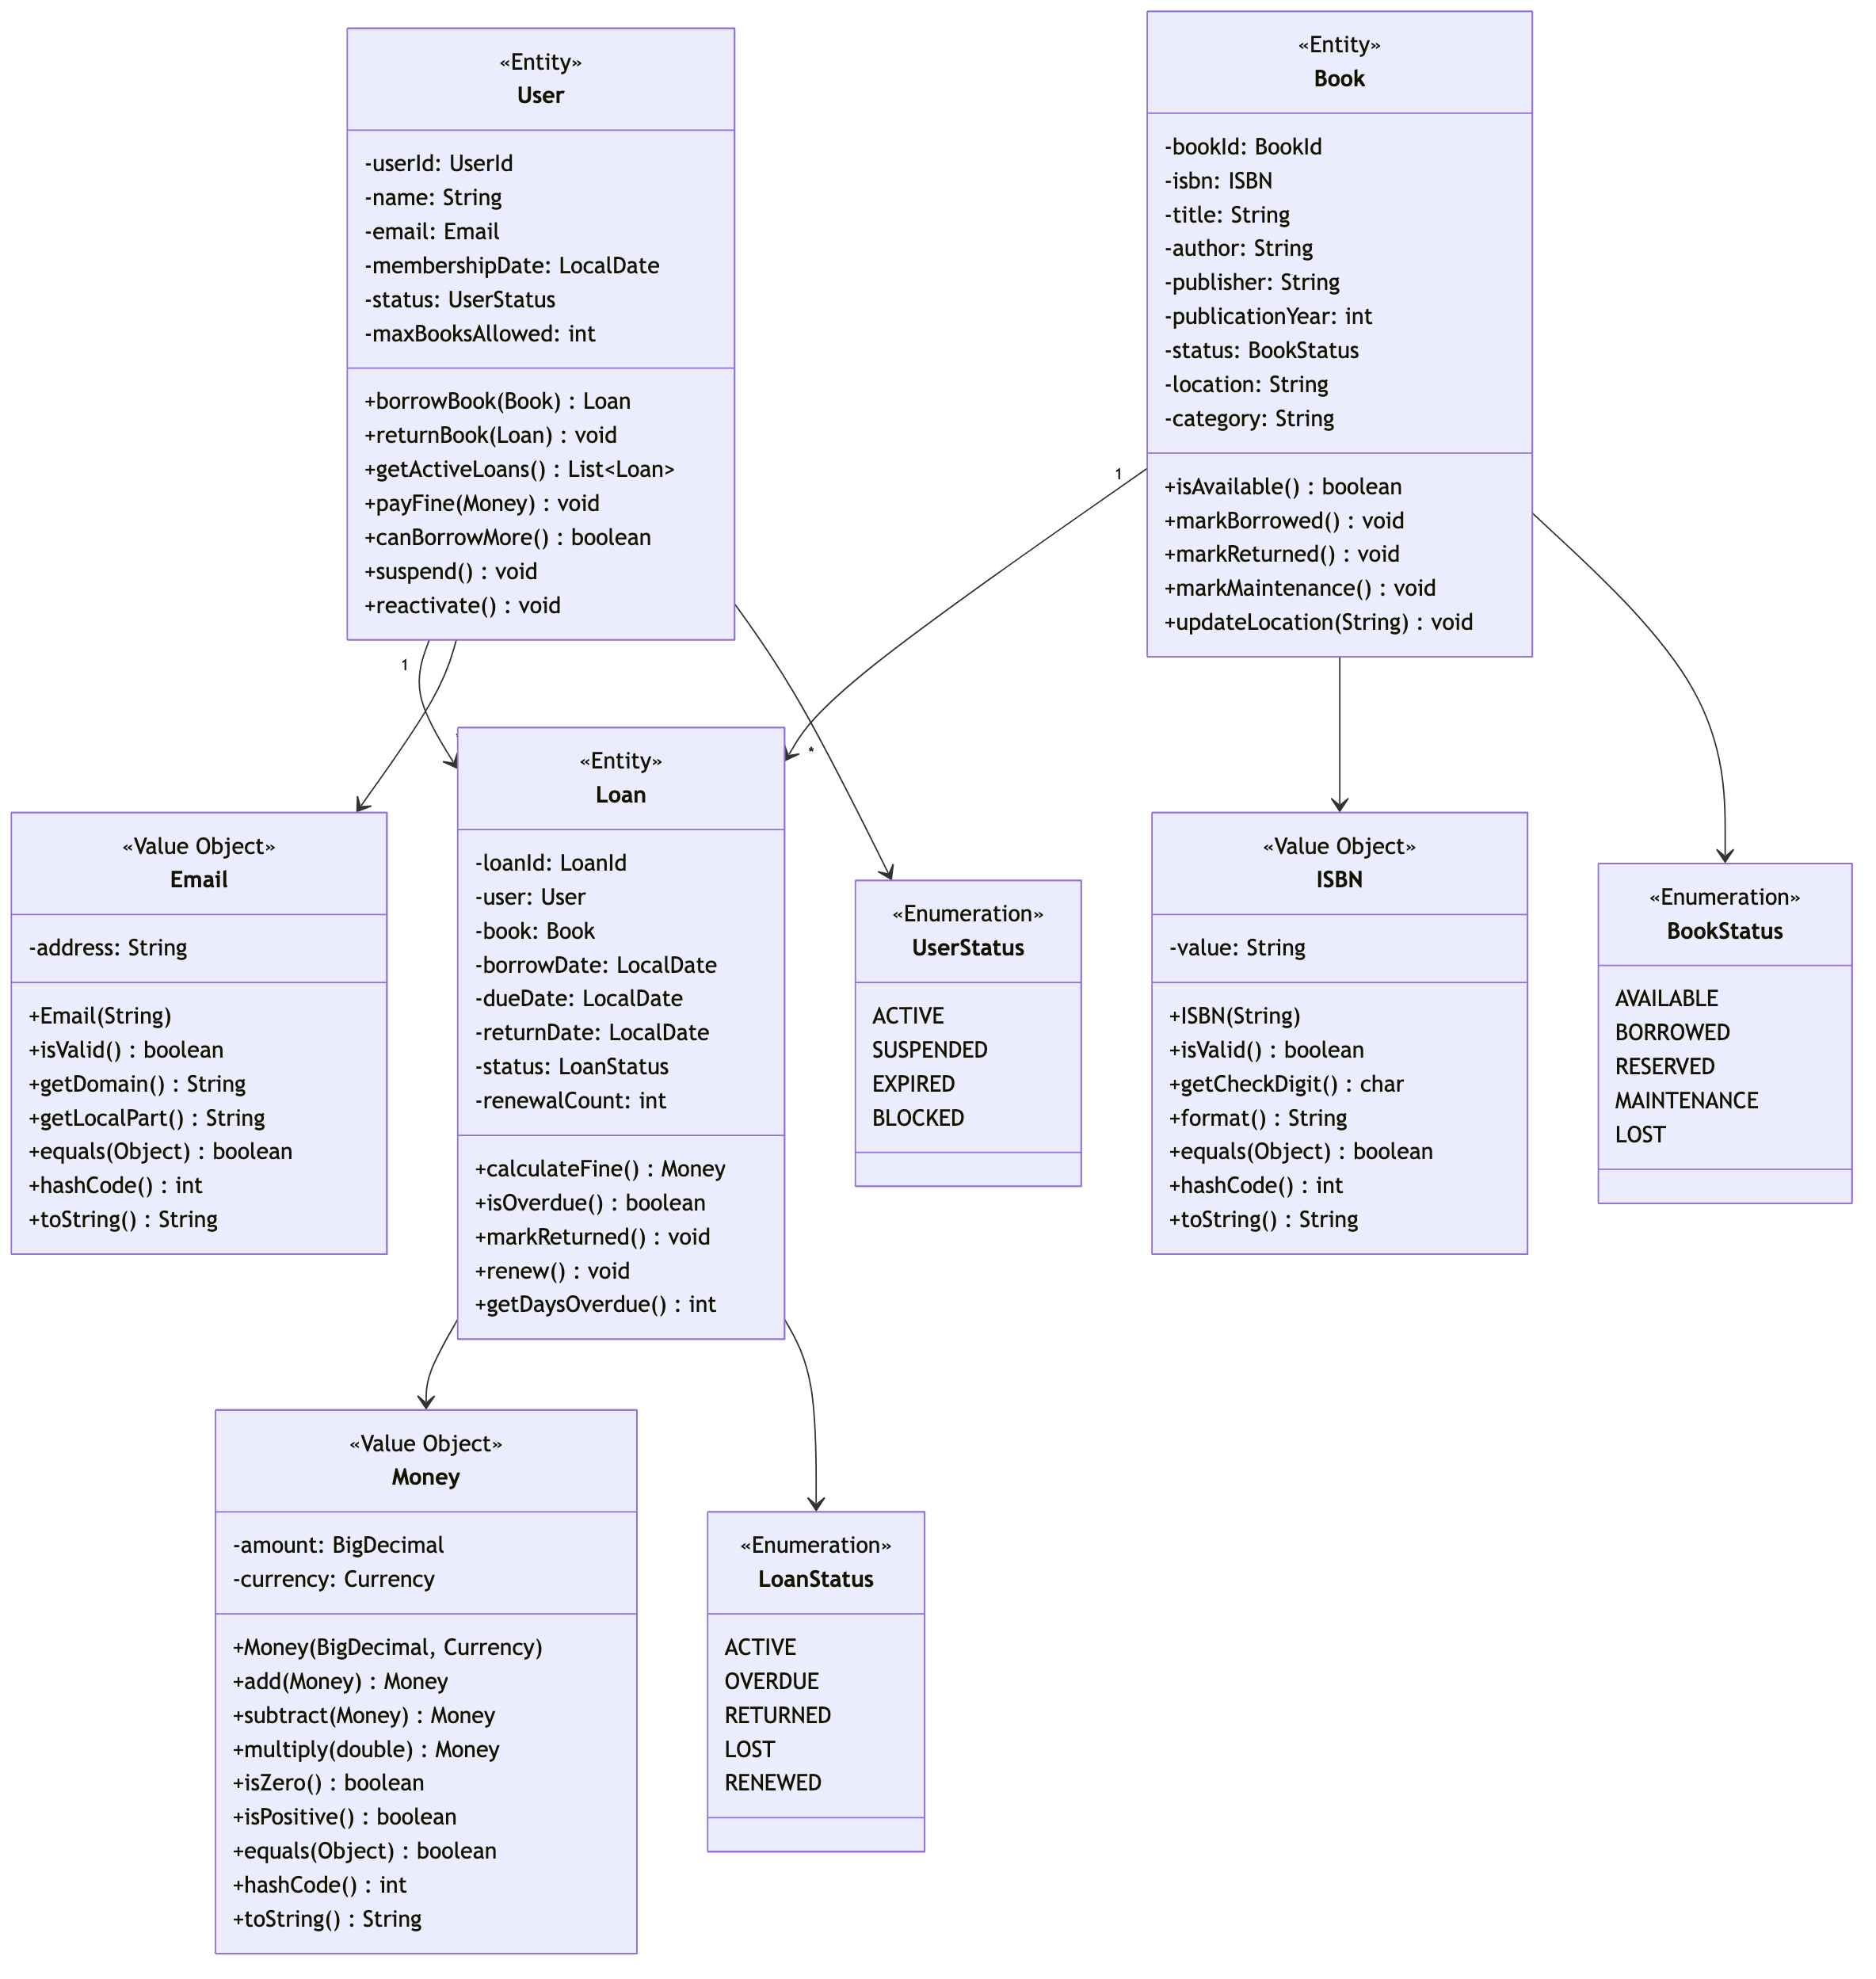 «Entity»
User
-userId: UserId
-name: String
-email: Email
-membershipDate: LocalDate
-status: UserStatus
-maxBooksAllowed: int
+borrowBook(Book) : Loan
+returnBook(Loan) : void
+getActiveLoans() : List<Loan>
+payFine(Money) : void
+canBorrowMore() : boolean
+suspend() : void
+reactivate() : void
«Entity»
Book
-bookId: BookId
-isbn: ISBN
-title: String
-author: String
-publisher: String
-publicationYear: int
-status: BookStatus
-location: String
-category: String
+isAvailable() : boolean
+markBorrowed() : void
+markReturned() : void
+markMaintenance() : void
+updateLocation(String) : void
1
1
*
«Value Object»
Email
-address: String
+Email(String)
+isValid() : boolean
+getDomain() : String
+getLocalPart() : String
+equals(Object) : boolean
+hashCode() : int
+toString() : String
«Entity»
Loan
-loanId: LoanId
-user: User
-book: Book
-borrowDate: LocalDate
-dueDate: LocalDate
-returnDate: LocalDate
-status: LoanStatus
-renewalCount: int
+calculateFine() : Money
+isOverdue() : boolean
+markReturned() : void
+renew() : void
+getDaysOverdue() : int
«Enumeration»
UserStatus
ACTIVE
SUSPENDED
EXPIRED
BLOCKED
«Value Object»
ISBN
-value: String
+ISBN(String)
+isValid() : boolean
+getCheckDigit() : char
+format() : String
+equals(Object) : boolean
+hashCode() : int
+toString() : String
«Enumeration»
BookStatus
AVAILABLE
BORROWED
RESERVED
MAINTENANCE
LOST
«Value Object»
Money
-amount: BigDecimal
-currency: Currency
+Money(BigDecimal, Currency)
+add(Money) : Money
+subtract(Money) : Money
+multiply(double) : Money
+isZero() : boolean
+isPositive() : boolean
+equals(Object) : boolean
+hashCode() : int
+toString() : String
«Enumeration»
LoanStatus
ACTIVE
OVERDUE
RETURNED
LOST
RENEWED